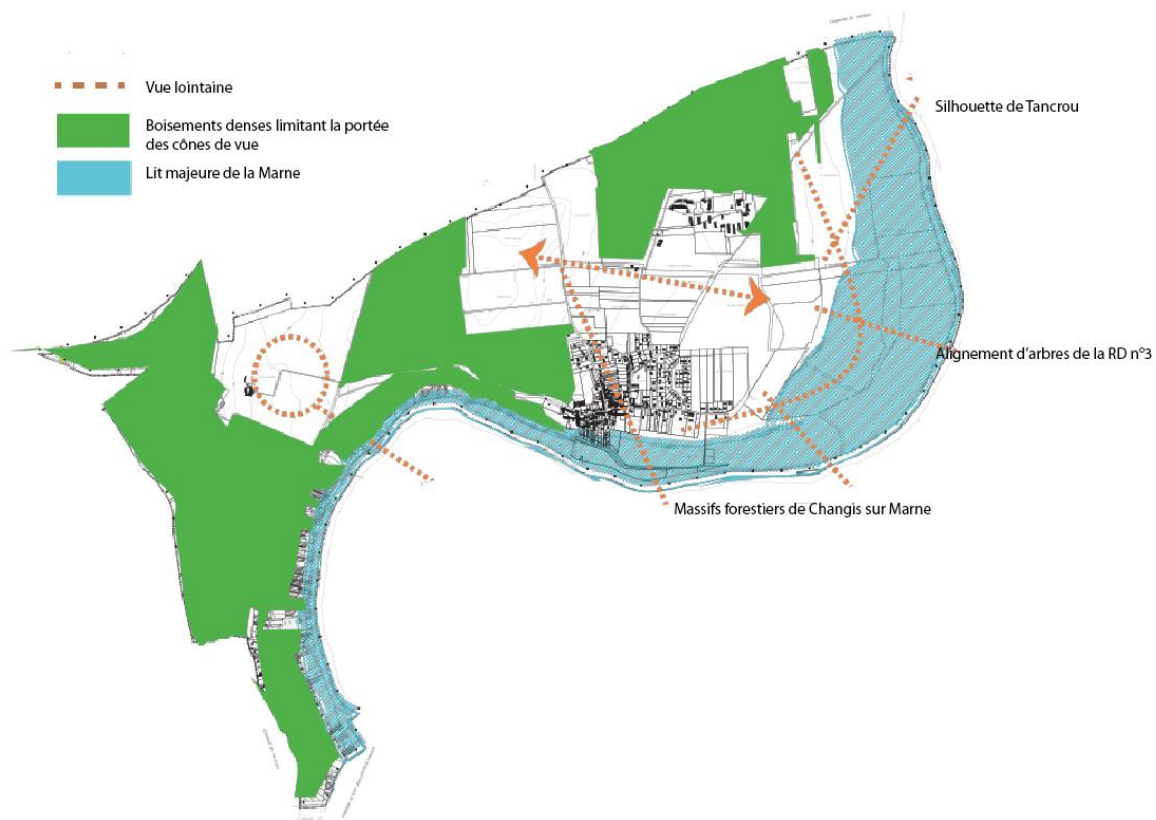 Vue lointaine
Boisements denses limitant la portée
des cônes de vue
Lit majeure de la Marne
Silhouette de Tancrou
Alignement d'arbres de la RD n°3
Massifs forestiers de Changis sur Marne